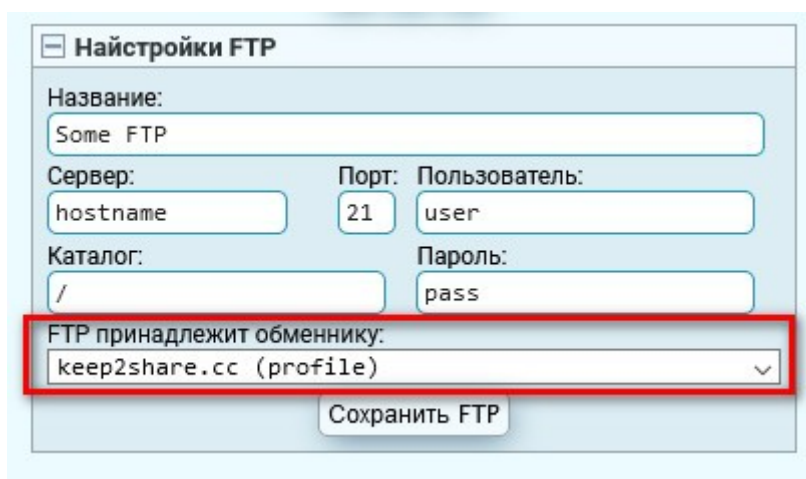 Найстройки FTP
Название:
Some FTP
Сервер: Порт: Пользователь:
hostname 21 user
Каталог: Пароль:
/ pass
FTP принадлежит обменнику:
keep2share.cc (profile)
Сохранить FTP